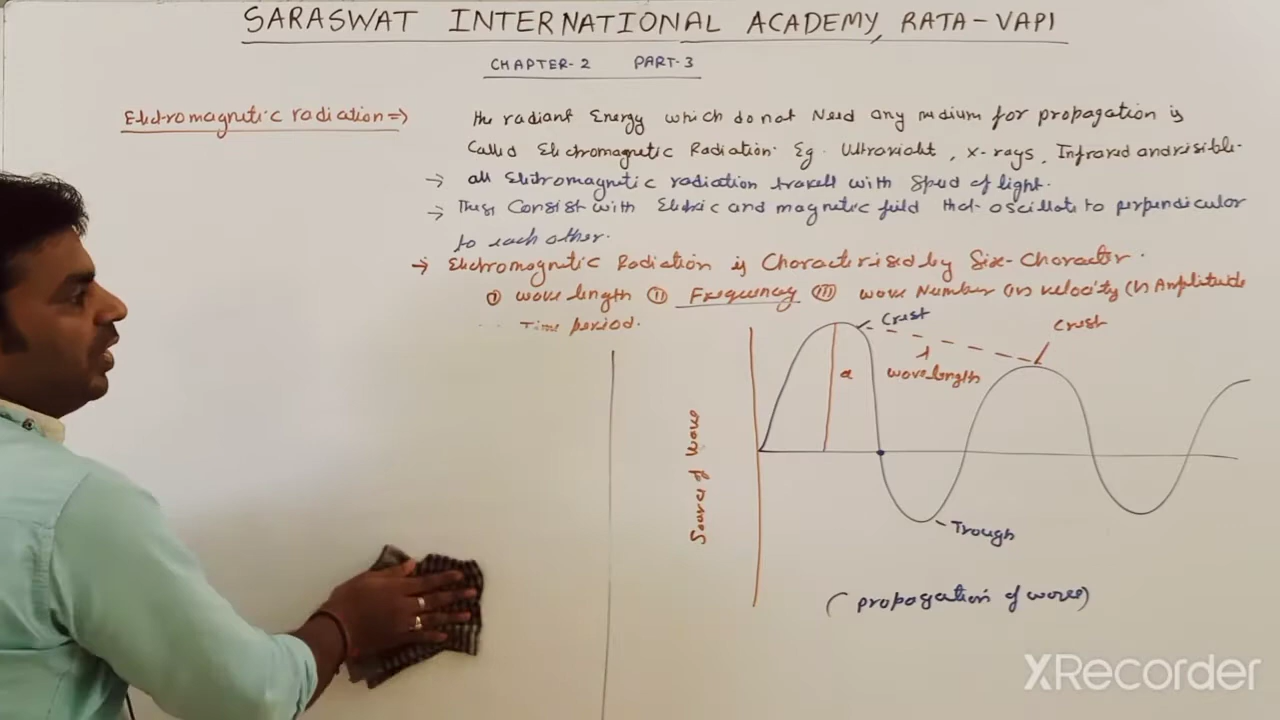 SARASWAT INTERNATIONAL ACADEMY, RATA-VAPI
CHAPTER-2 PART-3
Electromagnetic radiation =>
the radiant Energy which do not Need any medium for propagation is
Called Electromagnetic Radiation. Eg. Ultraviolet, X-rays, Infrared and visible.
→ all Electromagnetic radiation travell with Speed of light.
→ These Consist with Electric and magnetic field that oscillate to perpendicular
to each other.
→ Electromagnetic Radiation is Characterised by Six-Character.
(I) wave length (II) Frequency (III) wave Number (IV) velocity (V) Amplitude
Time period.
Crest
Crest
λ
wavelength
a
Source of wave
Trough
(propagation of wave)
XRecorder